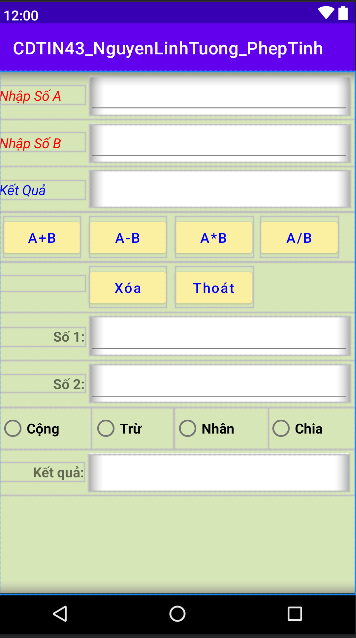 12:00
CDTIN43_NguyenLinhTuong_PhepTinh
Nhập Số A
Nhập Số B
Kết Quả
A+B A-B A*B A/B
Xóa Thoát
Số 1:
Số 2:
Cộng Trừ Nhân Chia
Kết quả: